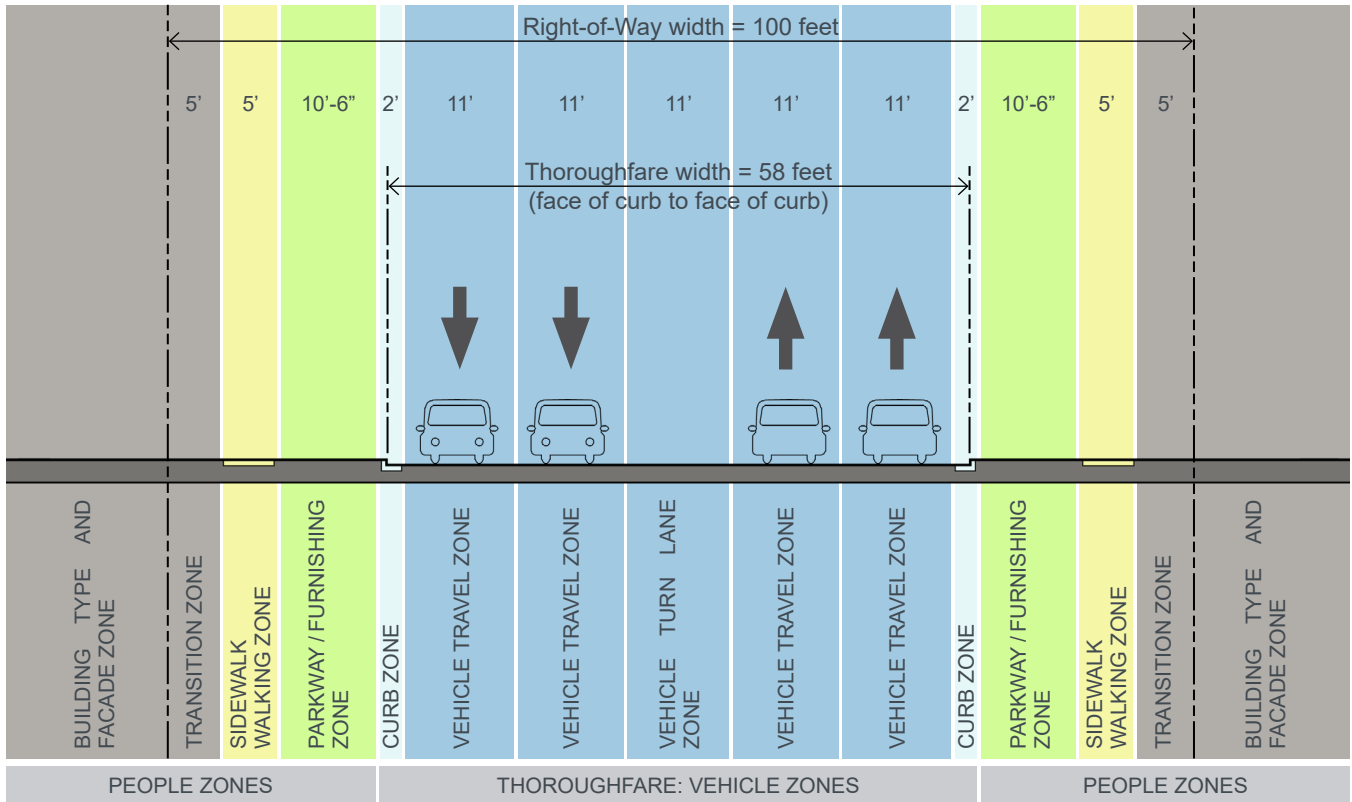 Right-of-Way width = 100 feet
5’ 5’ 10’-6” 2’ 11’ 11’ 11’ 11’ 11’ 2’ 10’-6” 5’ 5’
Thoroughfare width = 58 feet
(face of curb to face of curb)
BUILDING TYPE AND
FACADE ZONE
TRANSITION ZONE
SIDEWALK
WALKING ZONE
PARKWAY / FURNISHING
ZONE
CURB ZONE
VEHICLE TRAVEL ZONE
VEHICLE TRAVEL ZONE
VEHICLE TURN LANE
ZONE
VEHICLE TRAVEL ZONE
VEHICLE TRAVEL ZONE
CURB ZONE
PARKWAY / FURNISHING
ZONE
SIDEWALK
WALKING ZONE
TRANSITION ZONE
BUILDING TYPE AND
FACADE ZONE
PEOPLE ZONES
THOROUGHFARE: VEHICLE ZONES
PEOPLE ZONES